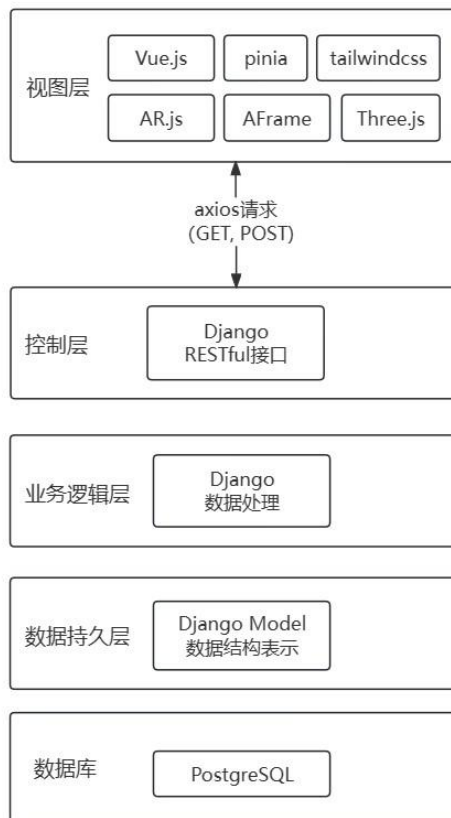 视图层
Vue.js
pinia
tailwindcss
AR.js
AFrame
Three.js
axios请求
(GET, POST)
控制层
Django
RESTful接口
业务逻辑层
Django
数据处理
数据持久层
Django Model
数据结构表示
数据库
PostgreSQL